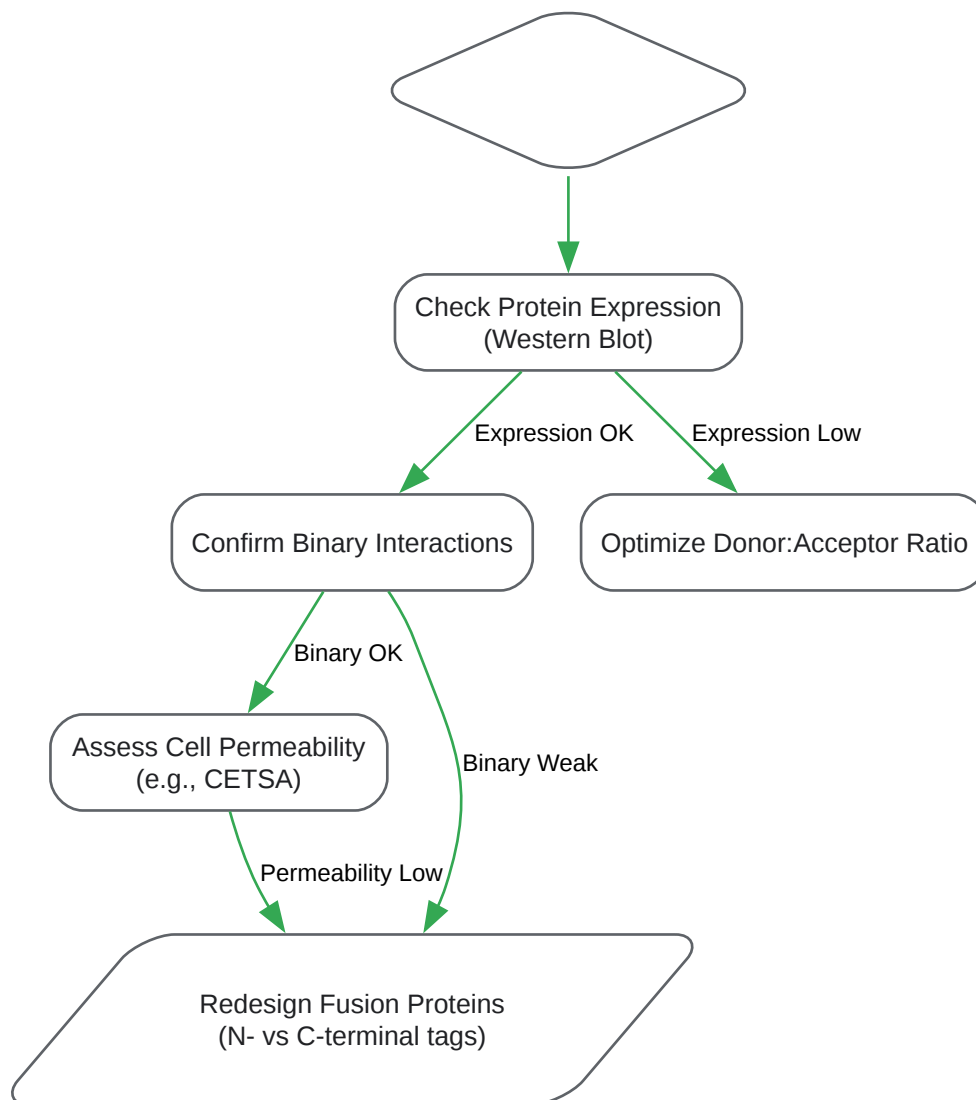 Check Protein Expression
(Western Blot)
Expression OK
Expression Low
Confirm Binary Interactions
Optimize Donor:Acceptor Ratio
Binary OK
Assess Cell Permeability
(e.g., CETSA)
Binary Weak
Permeability Low
Redesign Fusion Proteins
(N- vs C-terminal tags)